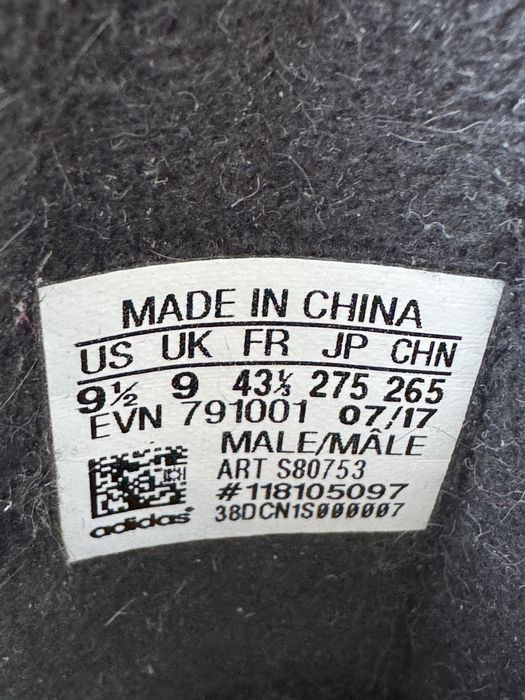 MADE IN CHINA
US UK FR JP CHN
9½ 9 43⅓ 275 265
EVN 791001 07/17
MALE/MÂLE
ART S80753
#118105097
38DCN1S000007
adidas